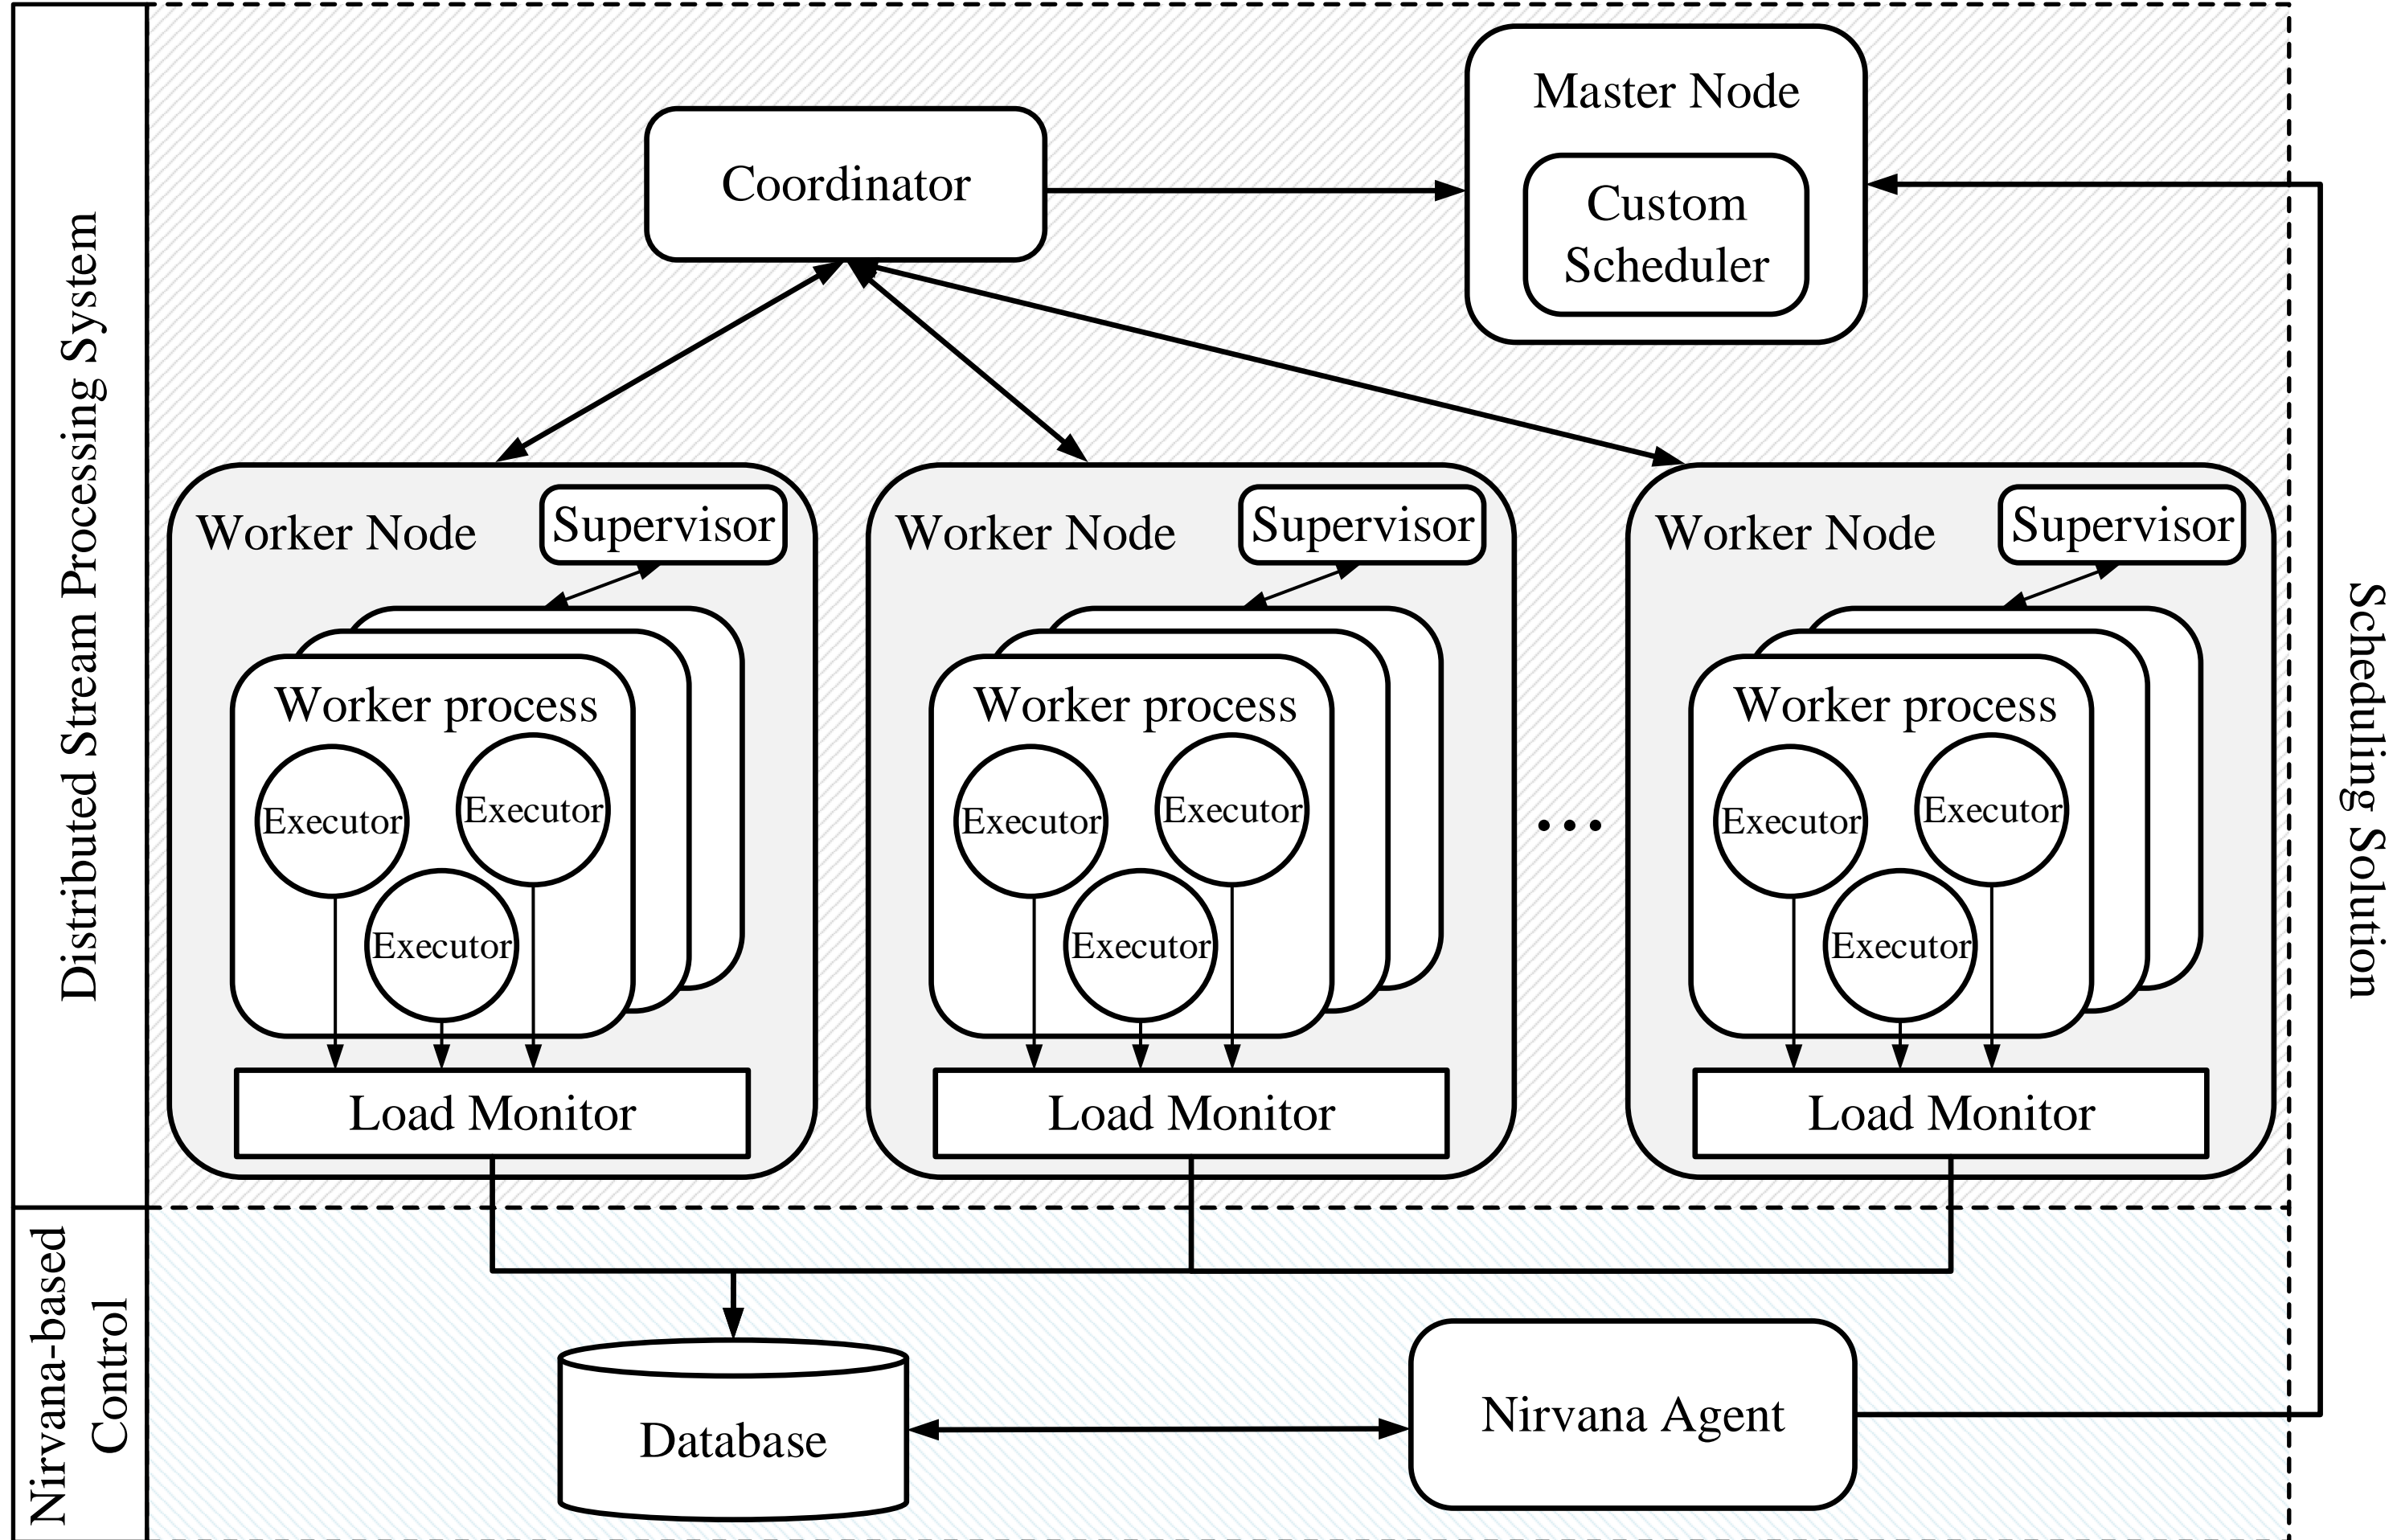 Distributed Stream Processing System
Master Node
Coordinator
Custom
Scheduler
Worker Node
Supervisor
Worker process
Executor
Executor
Executor
Load Monitor
Worker Node
Supervisor
Worker process
Executor
Executor
Executor
Load Monitor
...
Worker Node
Supervisor
Worker process
Executor
Executor
Executor
Load Monitor
Scheduling Solution
Nirvana-based
Control
Database
Nirvana Agent